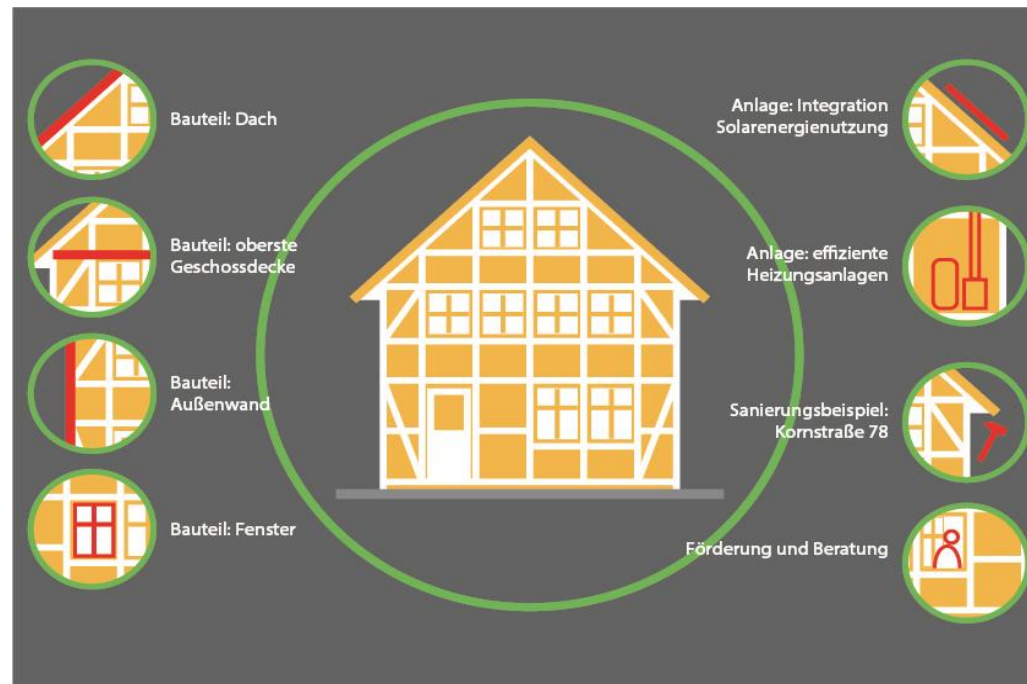 Bauteil: Dach
Bauteil: oberste
Geschossdecke
Bauteil:
Außenwand
Bauteil: Fenster
Anlage: Integration
Solarenergienutzung
Anlage: effiziente
Heizungsanlagen
Sanierungsbeispiel:
Kornstraße 78
Förderung und Beratung